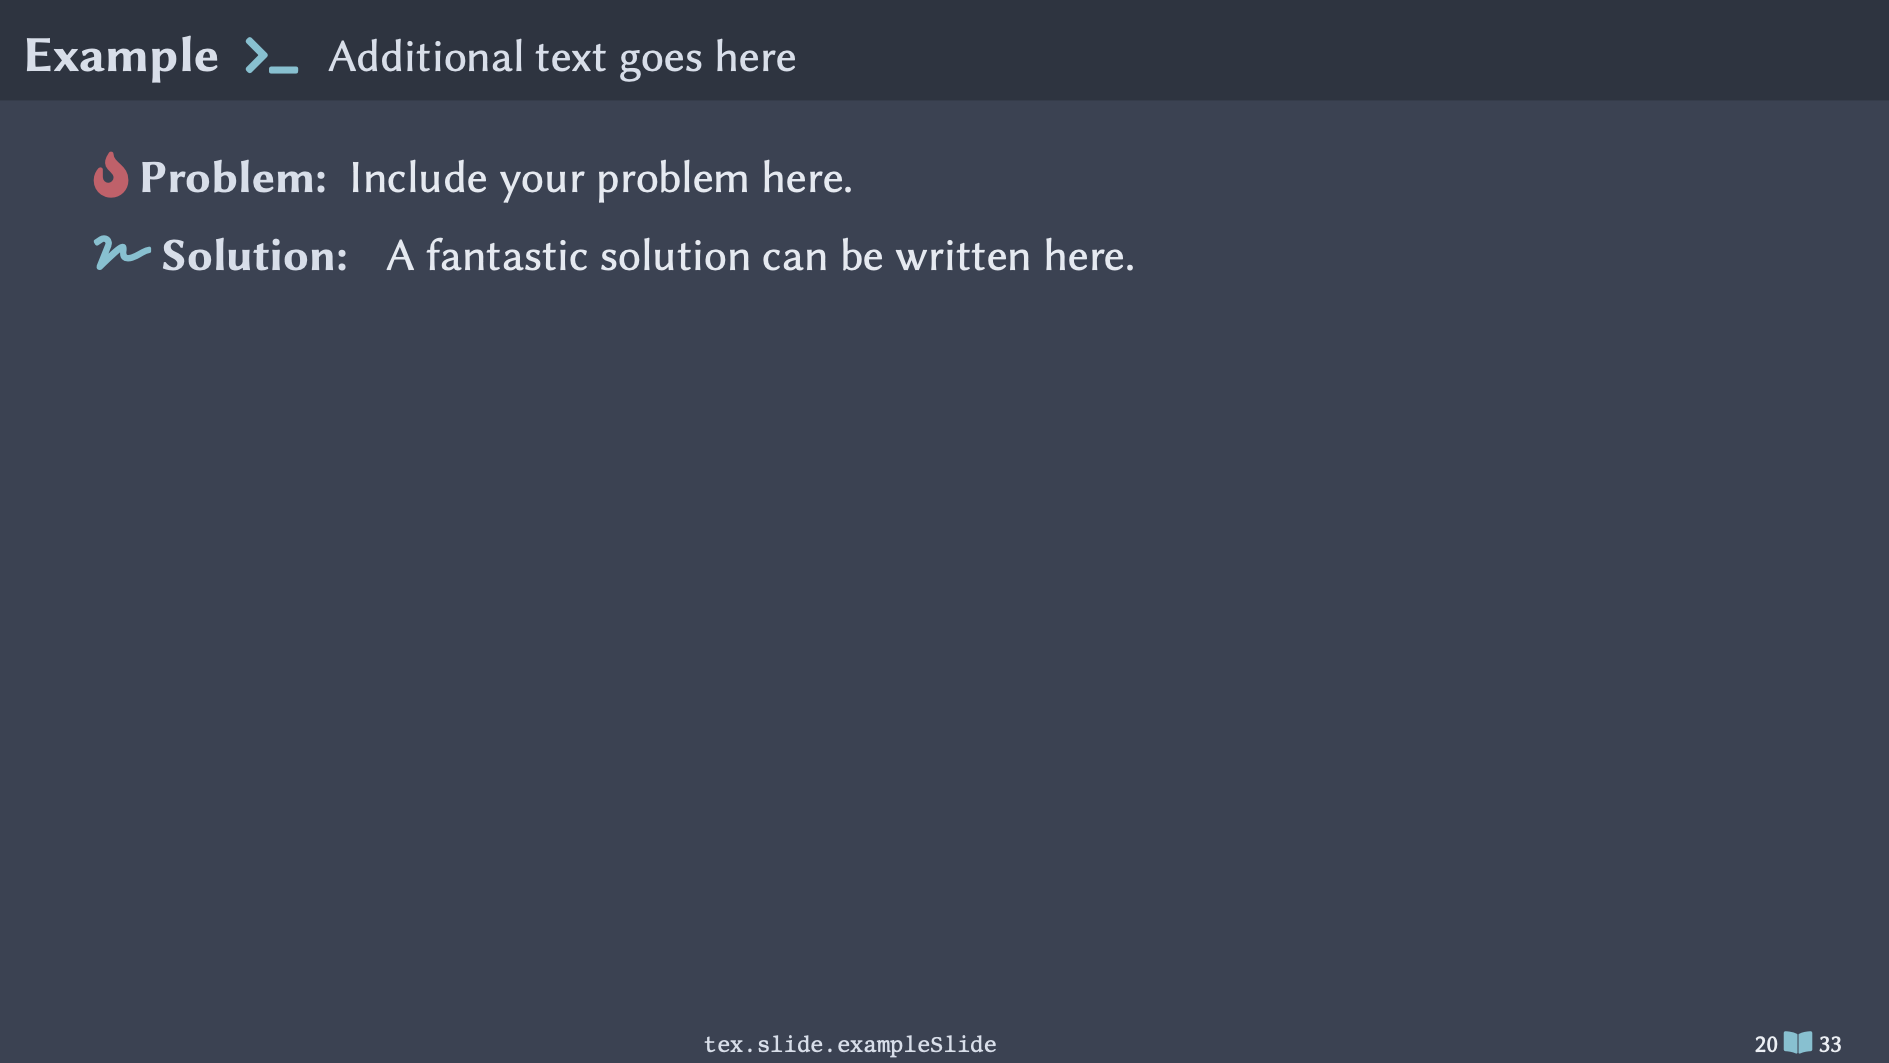 Example >_ Additional text goes here
Problem: Include your problem here.
Solution: A fantastic solution can be written here.
tex.slide.exampleSlide
20 33